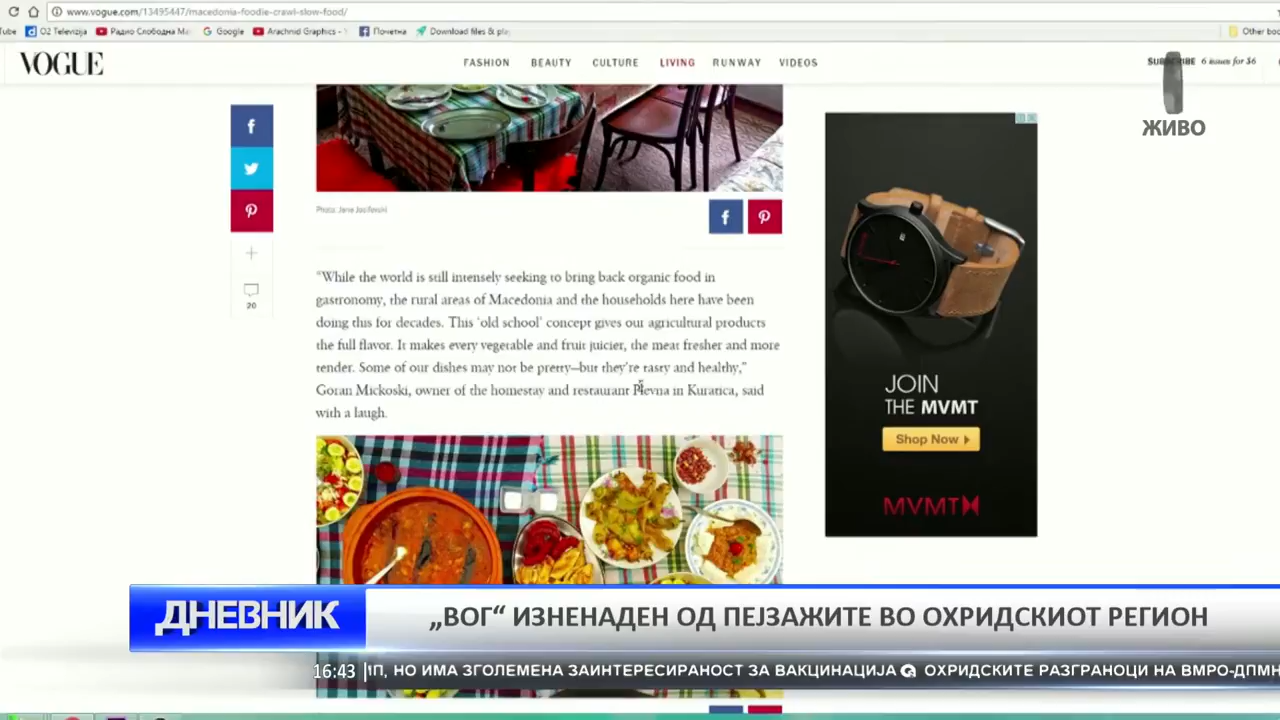 www.vogue.com/13495447/macedonia-foodie-crawl-slow-food/
Tube O2 Televizija Радио Слободна Ма Google Arachnid Graphics - Почетна Download files & pla Other boo
VOGUE FASHION BEAUTY CULTURE LIVING RUNWAY VIDEOS SUBSCRIBE 6 issues for $6
ЖИВО
Photo: Jane Josifovski
20
“While the world is still intensely seeking to bring back organic food in
gastronomy, the rural areas of Macedonia and the households here have been
doing this for decades. This ‘old school’ concept gives our agricultural products
the full flavor. It makes every vegetable and fruit juicier, the meat fresher and more
tender. Some of our dishes may not be pretty—but they’re tasty and healthy,”
Goran Mickoski, owner of the homestay and restaurant Plevna in Kuratica, said
with a laugh.
JOIN
THE MVMT
Shop Now
MVMT
ДНЕВНИК
„ВОГ“ ИЗНЕНАДЕН ОД ПЕЈЗАЖИТЕ ВО ОХРИДСКИОТ РЕГИОН
16:43 1П, НО ИМА ЗГОЛЕМЕНА ЗАИНТЕРЕСИРАНОСТ ЗА ВАКЦИНАЦИЈА ОХРИДСКИТЕ РАЗГРАНОЦИ НА ВМРО-ДПМН